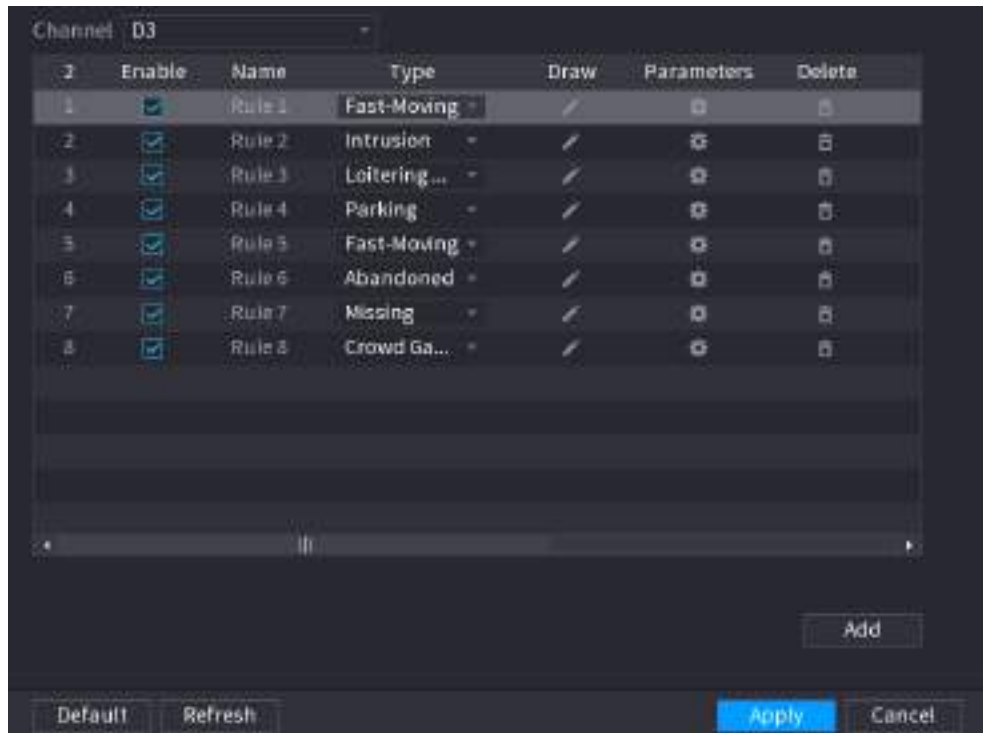 Channel D3
2 Enable Name Type Draw Parameters Delete
1 Rule 1 Fast-Moving
2 Rule 2 Intrusion
3 Rule 3 Loitering ...
4 Rule 4 Parking
5 Rule 5 Fast-Moving
6 Rule 6 Abandoned
7 Rule 7 Missing
8 Rule 8 Crowd Ga...
Add
Default Refresh Apply Cancel